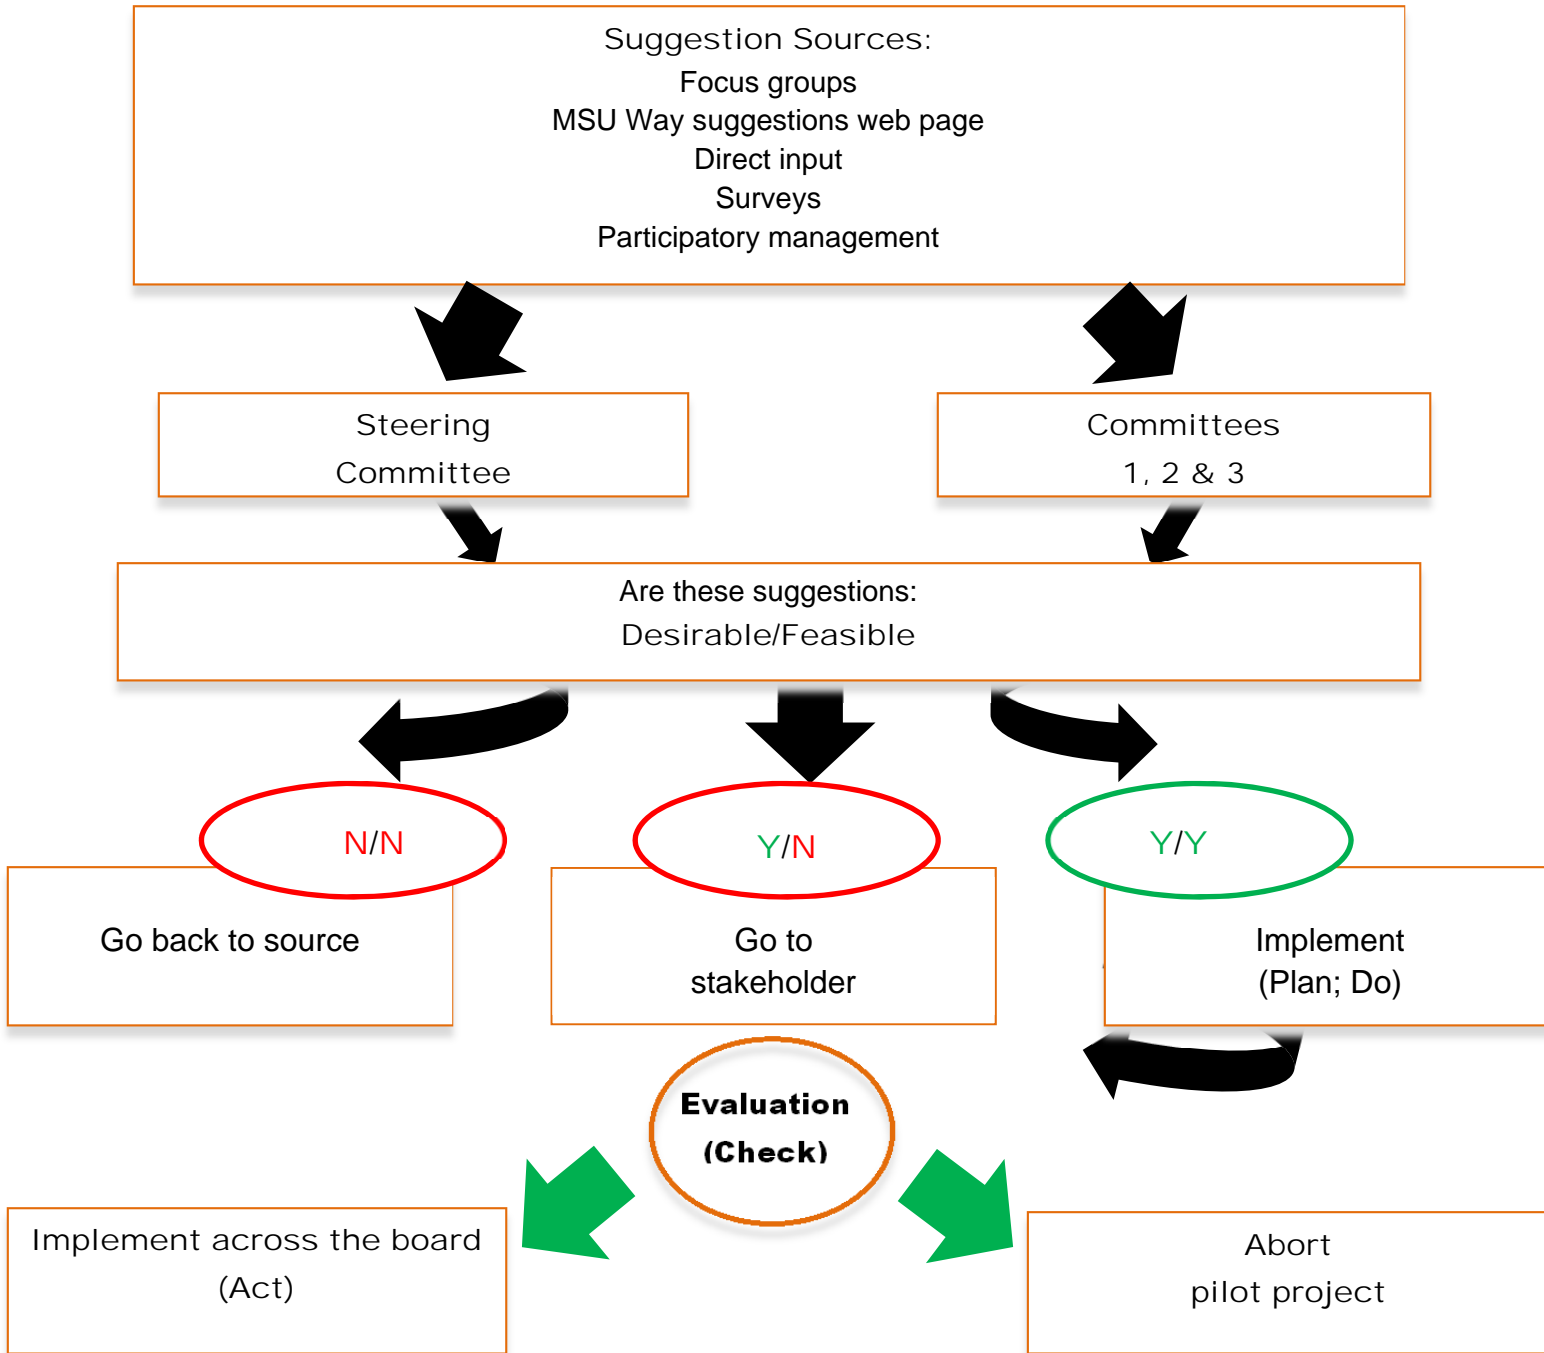 Suggestion Sources:
Focus groups
MSU Way suggestions web page
Direct input
Surveys
Participatory management
Steering
Committee
Committees
1, 2 & 3
Are these suggestions:
Desirable/Feasible
N/N
Y/N
Y/Y
Go back to source
Go to
stakeholder
Implement
(Plan; Do)
Evaluation
(Check)
Implement across the board
(Act)
Abort
pilot project